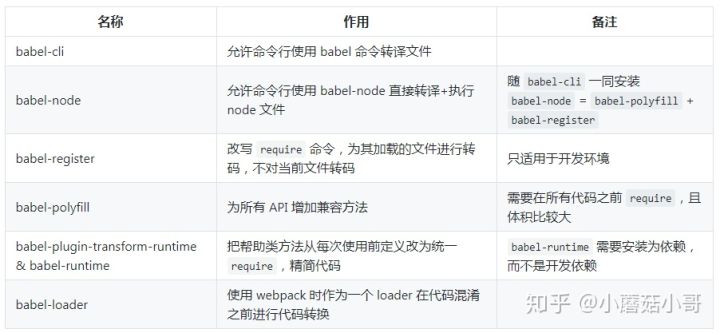 名称 作用 备注
babel-cli 允许命令行使用 babel 命令转译文件
babel-node 允许命令行使用 babel-node 直接转译+执行 随 babel-cli 一同安装
node 文件 babel-node = babel-polyfill +
babel-register
babel-register 改写 require 命令，为其加载的文件进行转 只适用于开发环境
码，不对当前文件转码
babel-polyfill 为所有 API 增加兼容方法 需要在所有代码之前 require ，且
体积比较大
babel-plugin-transform-runtime 把帮助类方法从每次使用前定义改为统一 babel-runtime 需要安装为依赖，
& babel-runtime require ，精简代码 而不是开发依赖
babel-loader 使用 webpack 时作为一个 loader 在代码混淆
之前进行代码转换
知乎 @小蘑菇小哥